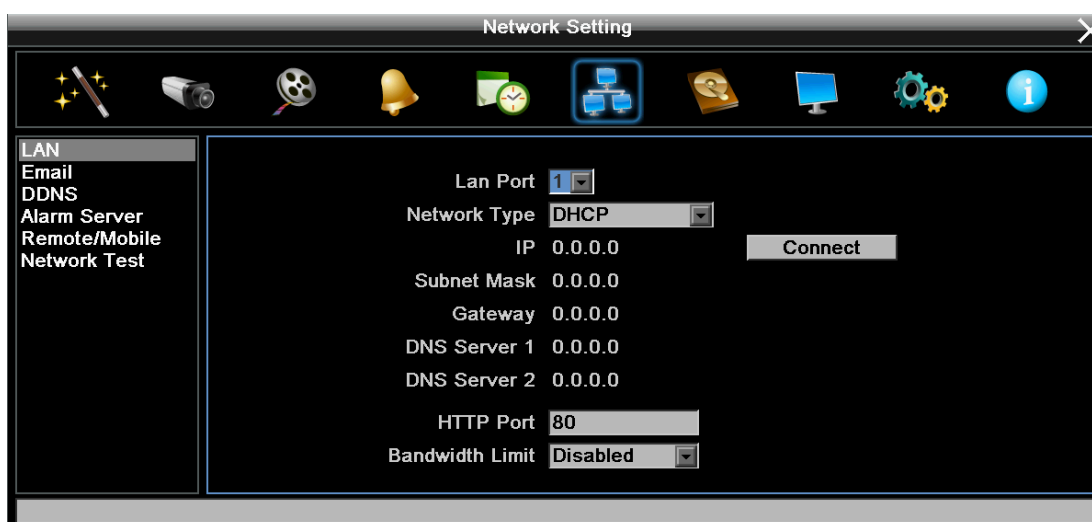 Network Setting
LAN
Email
DDNS
Alarm Server
Remote/Mobile
Network Test
Lan Port 1
Network Type DHCP
IP 0.0.0.0 Connect
Subnet Mask 0.0.0.0
Gateway 0.0.0.0
DNS Server 1 0.0.0.0
DNS Server 2 0.0.0.0
HTTP Port 80
Bandwidth Limit Disabled